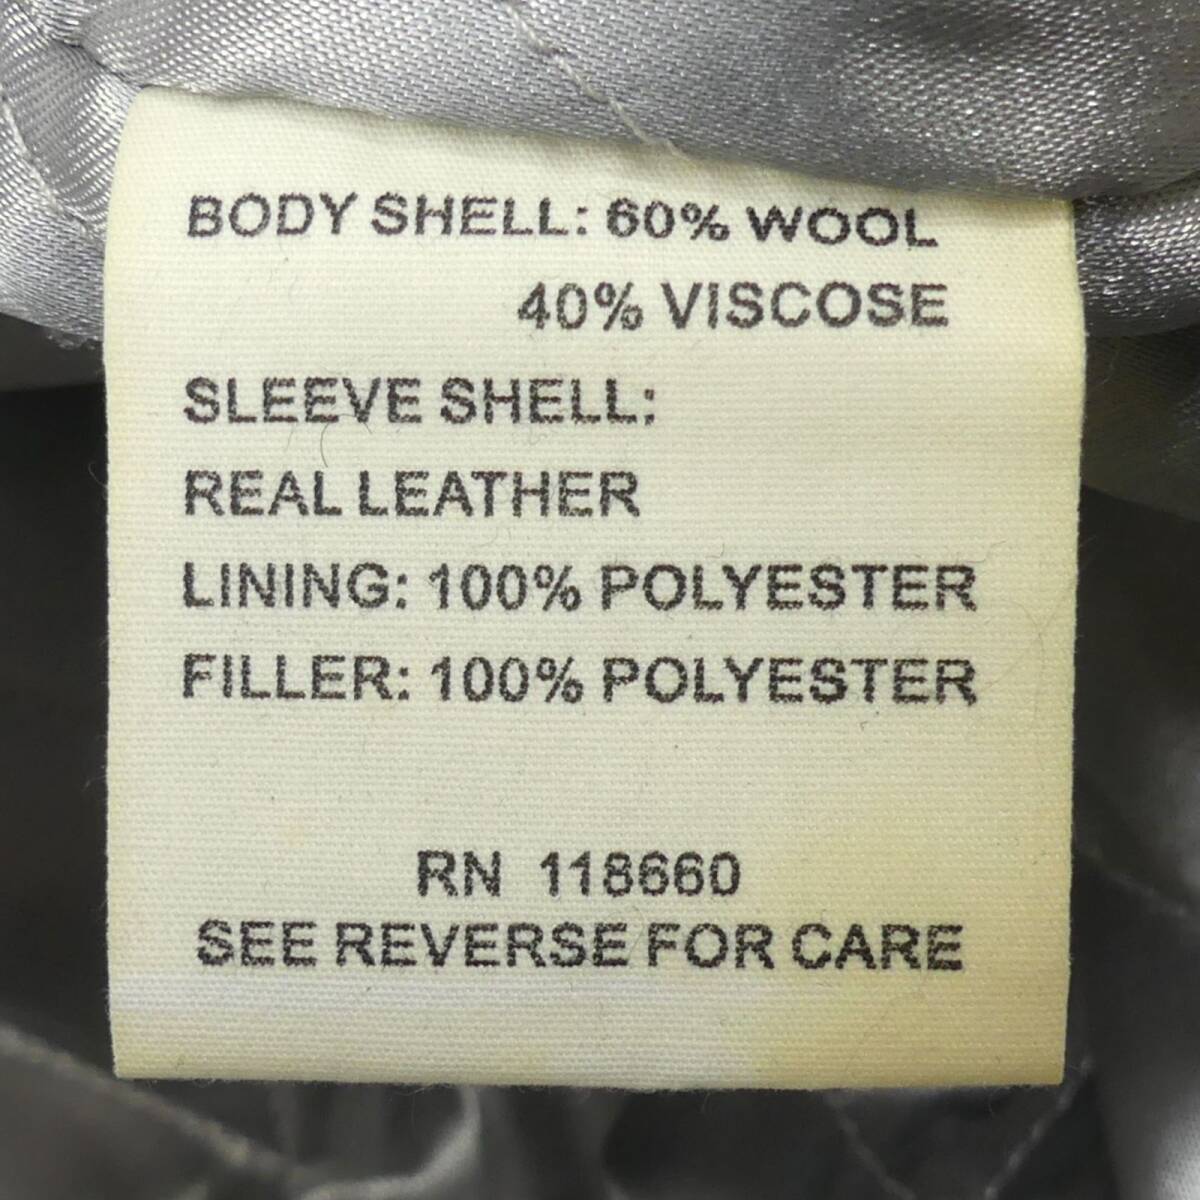 BODY SHELL: 60% WOOL
40% VISCOSE
SLEEVE SHELL:
REAL LEATHER
LINING: 100% POLYESTER
FILLER: 100% POLYESTER
RN 118660
SEE REVERSE FOR CARE